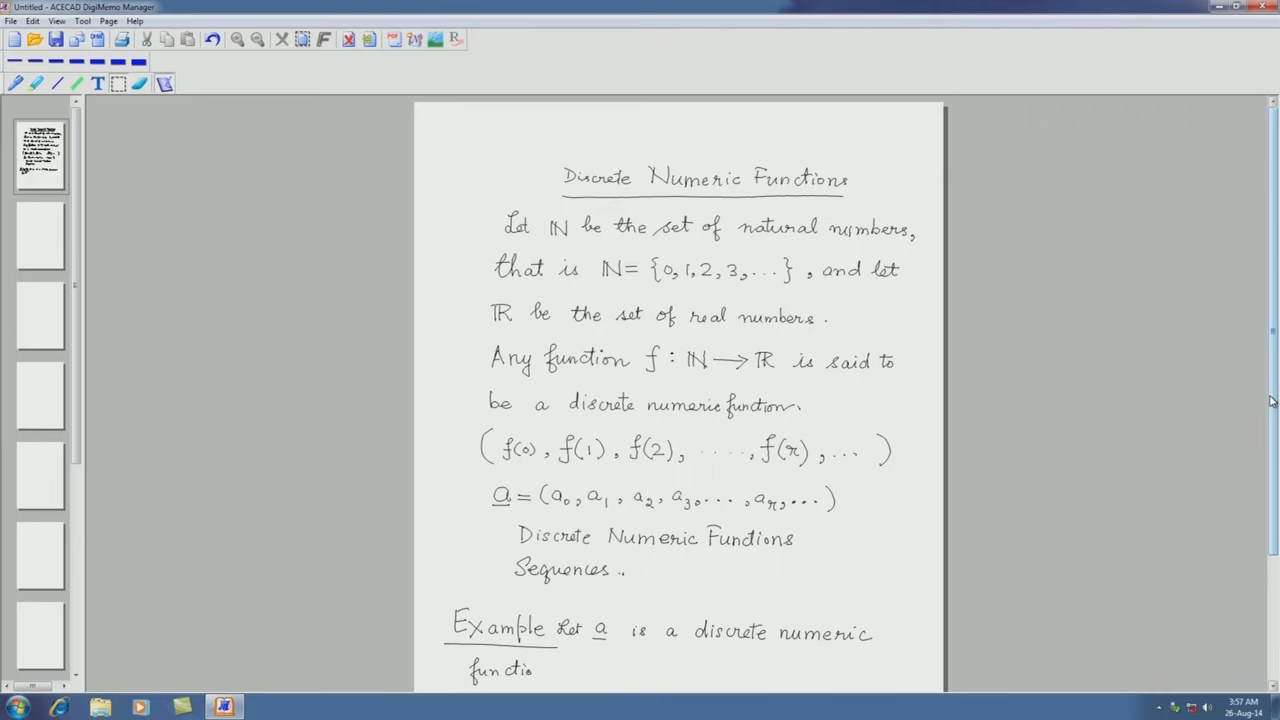 Untitled - ACECAD DigiMemo Manager
File Edit View Tool Page Help
Discrete Numeric Functions
Let ℕ be the set of natural numbers,
that is ℕ = {0, 1, 2, 3, ...}, and let
ℝ be the set of real numbers.
Any function f : ℕ ⟶ ℝ is said to
be a discrete numeric function.
(f(0), f(1), f(2), ....., f(r), ...)
a = (a₀, a₁, a₂, a₃, ..., aᵣ, ...)
Discrete Numeric Functions
Sequences ..
Example Let a is a discrete numeric
functio
3:57 AM
26-Aug-14